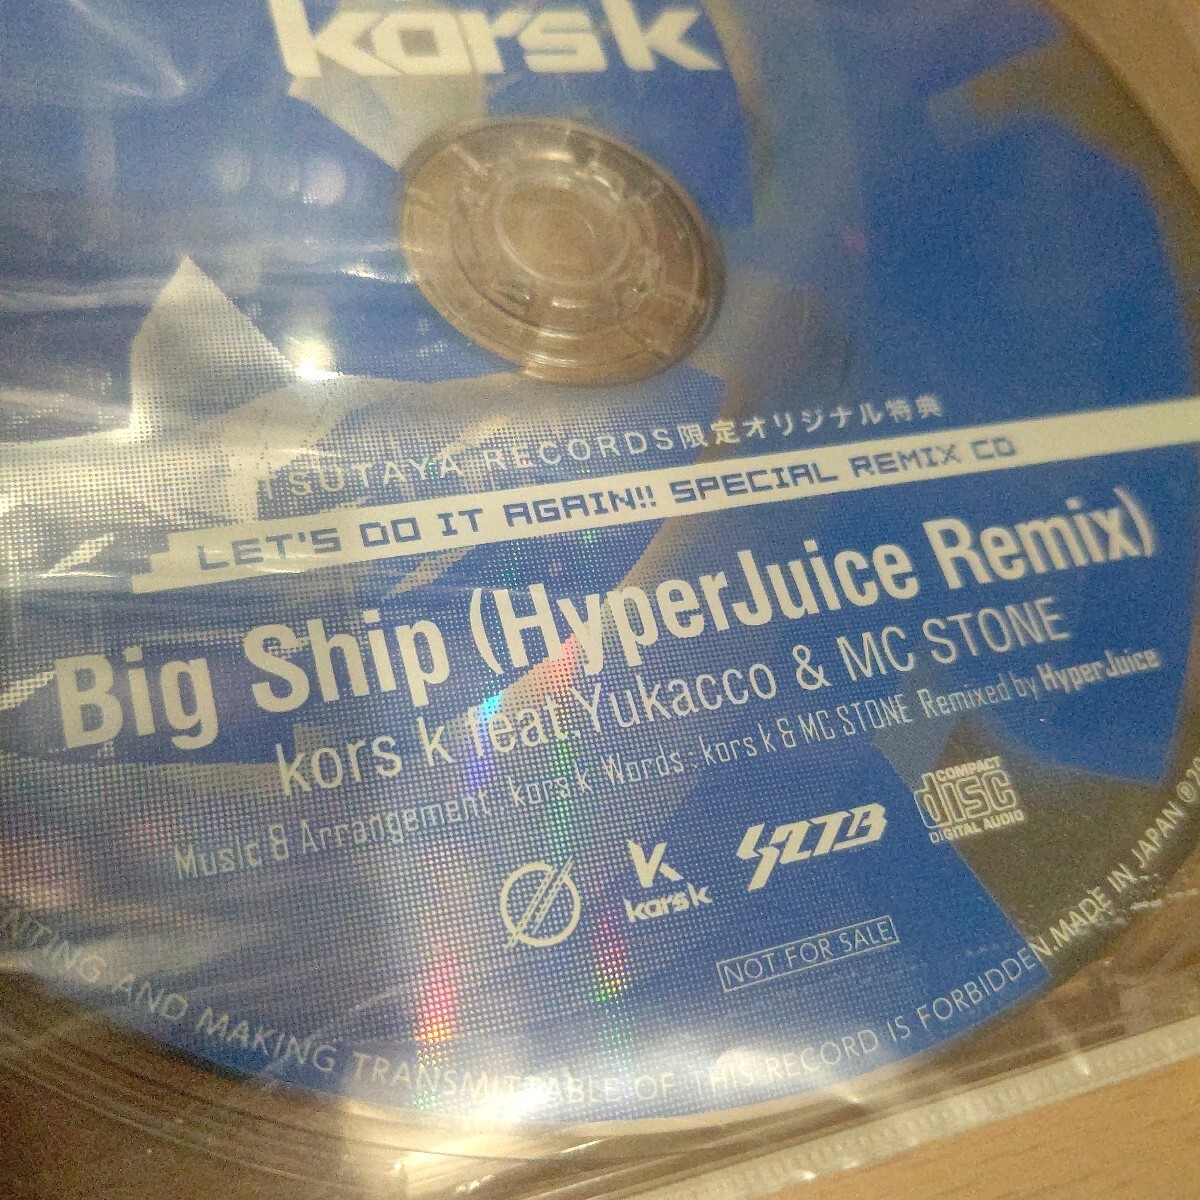 kors k
TSUTAYA RECORDS限定オリジナル特典
LET'S DO IT AGAIN!! SPECIAL REMIX CD
Big Ship (HyperJuice Remix)
kors k feat.Yukacco & MC STONE
Music & Arrangement : kors k Words : kors k & MC STONE Remixed by HyperJuice
kors k
S2TB
COMPACT
disc
DIGITAL AUDIO
NOT FOR SALE
AND MAKING TRANSMITTABLE OF THIS RECORD IS FORBIDDEN.MADE IN JAPAN